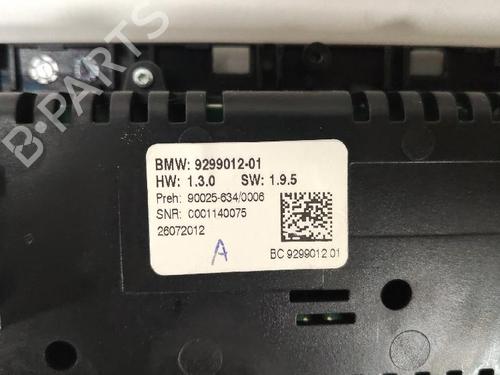 B-PARTS
BMW: 9299012-01
HW: 1.3.0 SW: 1.9.5
Preh: 90025-634/0006
SNR: 0001140075
26072012
A
BC 9299012 01